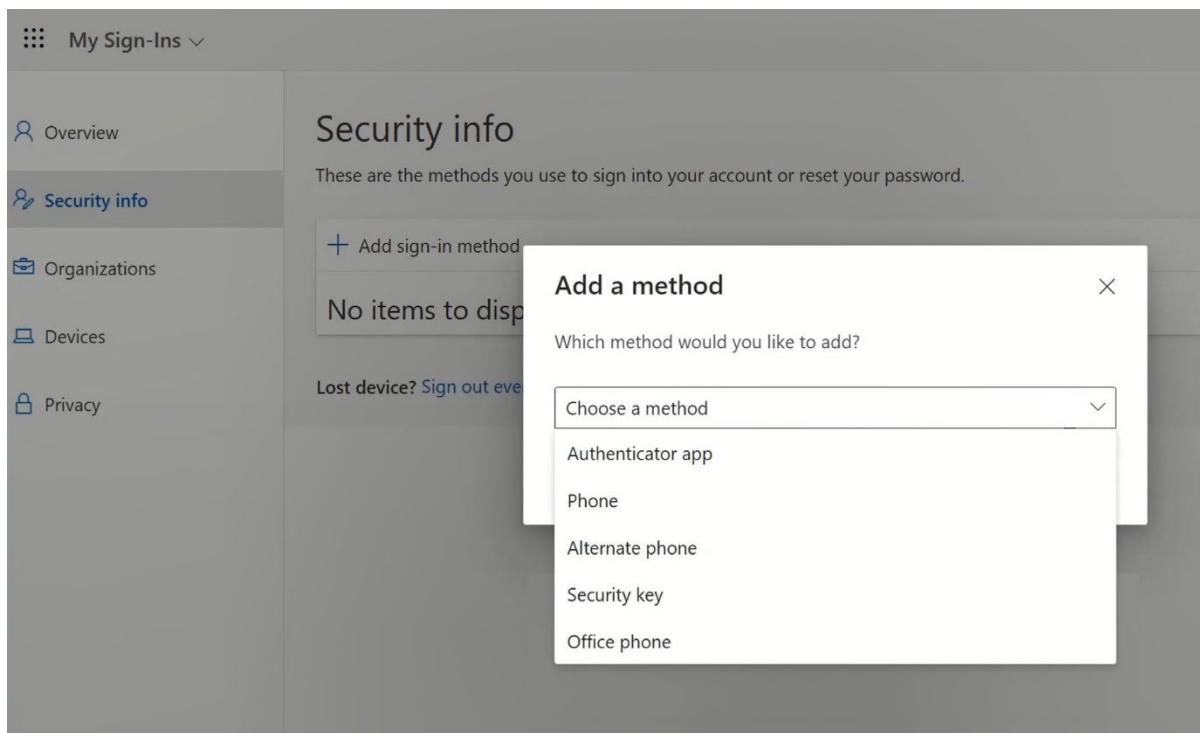 My Sign-Ins
Overview
Security info
Organizations
Devices
Privacy
Security info
These are the methods you use to sign into your account or reset your password.
Add sign-in method
No items to disp
Lost device? Sign out eve
Add a method
Which method would you like to add?
Choose a method
Authenticator app
Phone
Alternate phone
Security key
Office phone